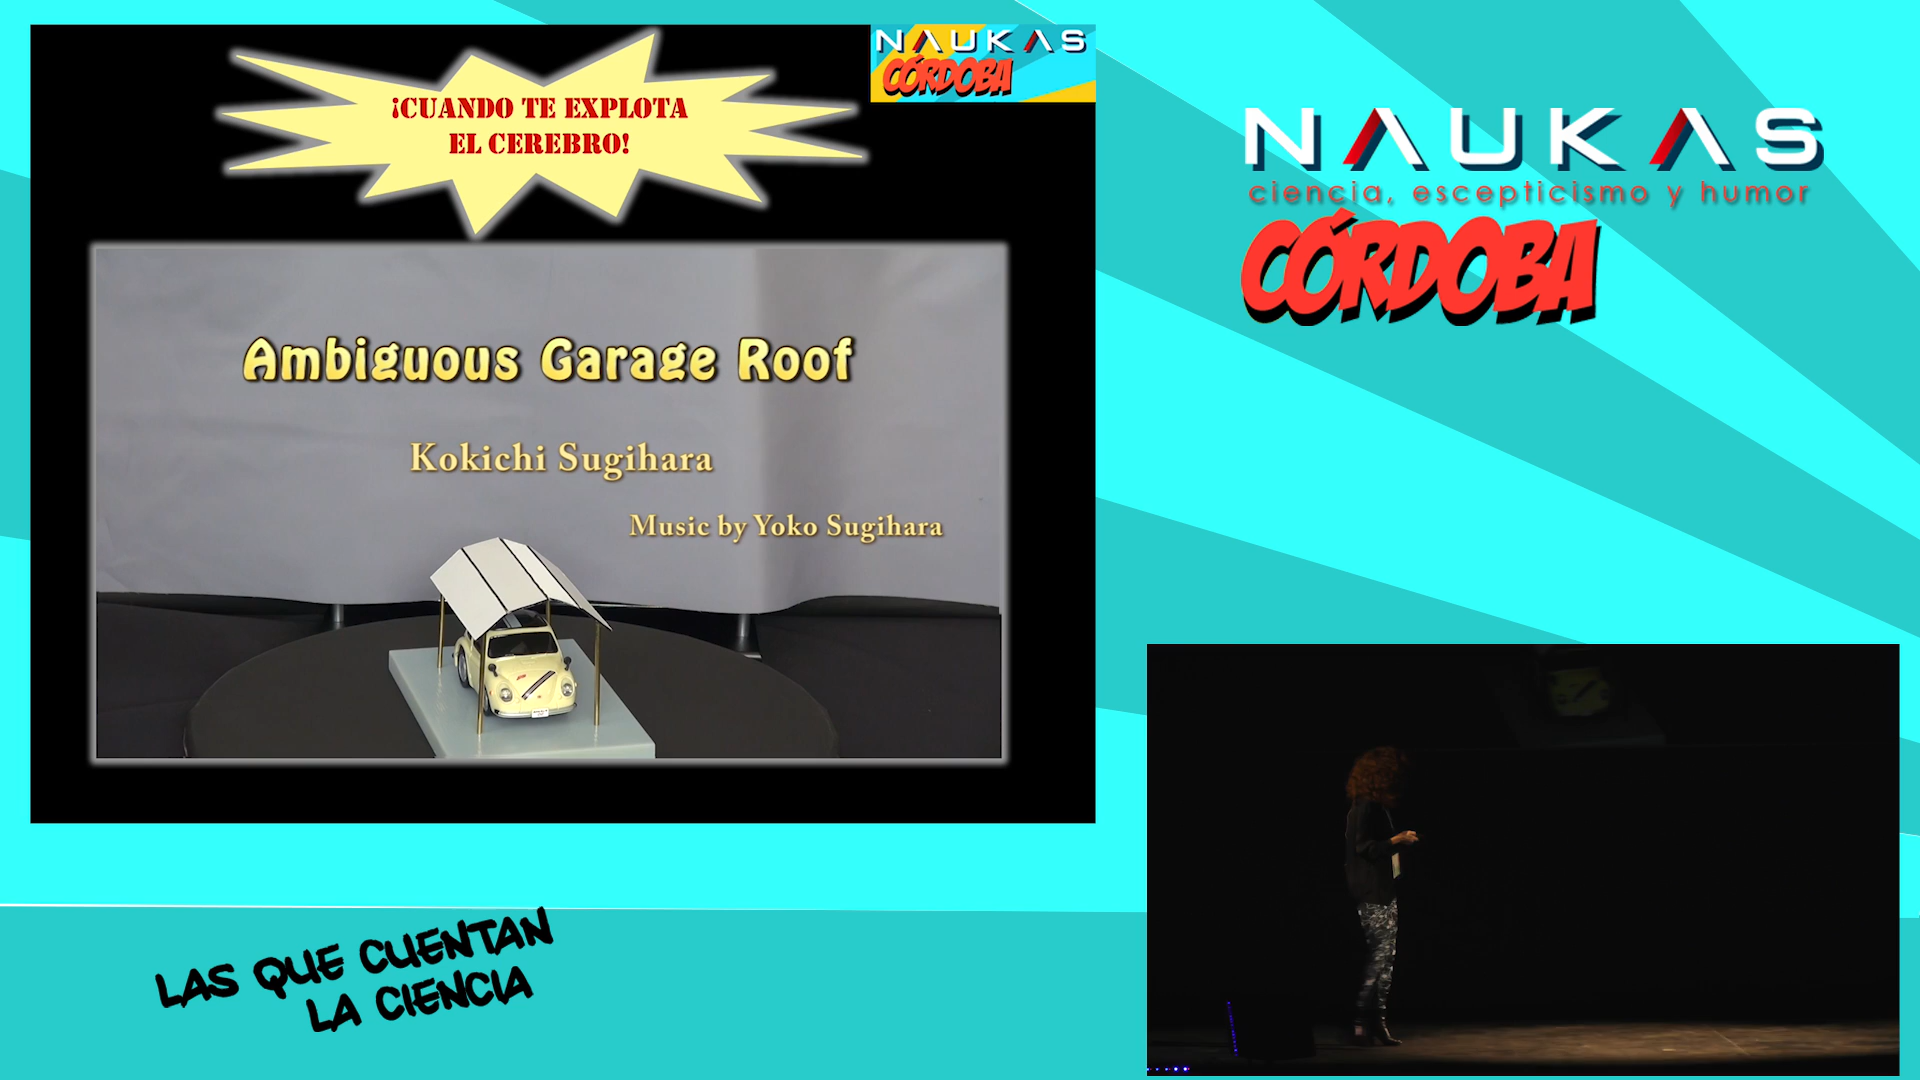 ¡CUANDO TE EXPLOTA
EL CEREBRO!
NAUKAS
CÓRDOBA
Ambiguous Garage Roof
Kokichi Sugihara
Music by Yoko Sugihara
NAUKAS
ciencia, escepticismo y humor
CÓRDOBA
LAS QUE CUENTAN
LA CIENCIA